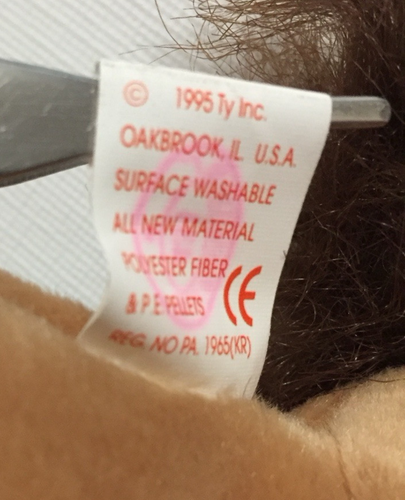 © 1995 Ty Inc.
OAKBROOK, IL. U.S.A.
SURFACE WASHABLE
ALL NEW MATERIAL
POLYESTER FIBER
& P.E. PELLETS CE
REG. NO PA. 1965(KR)